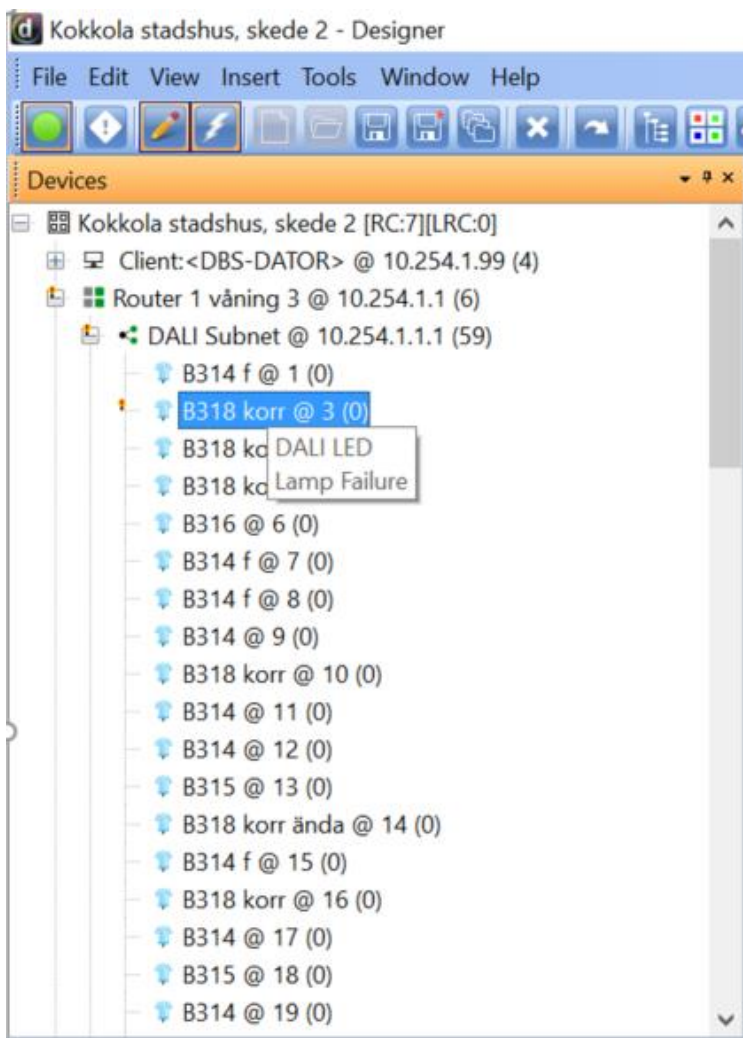 Kokkola stadshus, skede 2 - Designer
File Edit View Insert Tools Window Help
Devices
Kokkola stadshus, skede 2 [RC:7][LRC:0]
Client:<DBS-DATOR> @ 10.254.1.99 (4)
Router 1 våning 3 @ 10.254.1.1 (6)
DALI Subnet @ 10.254.1.1.1 (59)
B314 f @ 1 (0)
B318 korr @ 3 (0)
B318 ko
DALI LED
B318 ko
Lamp Failure
B316 @ 6 (0)
B314 f @ 7 (0)
B314 f @ 8 (0)
B314 @ 9 (0)
B318 korr @ 10 (0)
B314 @ 11 (0)
B314 @ 12 (0)
B315 @ 13 (0)
B318 korr ända @ 14 (0)
B314 f @ 15 (0)
B318 korr @ 16 (0)
B314 @ 17 (0)
B315 @ 18 (0)
B314 @ 19 (0)